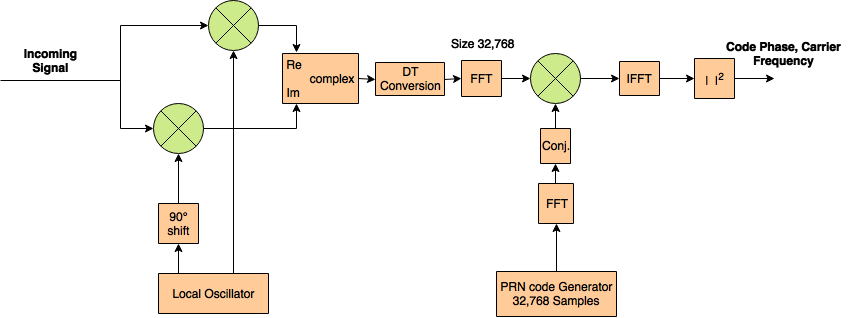 Incoming
Signal
Re
complex
Im
DT
Conversion
Size 32,768
FFT
IFFT
| |²
Code Phase, Carrier
Frequency
Conj.
FFT
90°
shift
Local Oscillator
PRN code Generator
32,768 Samples